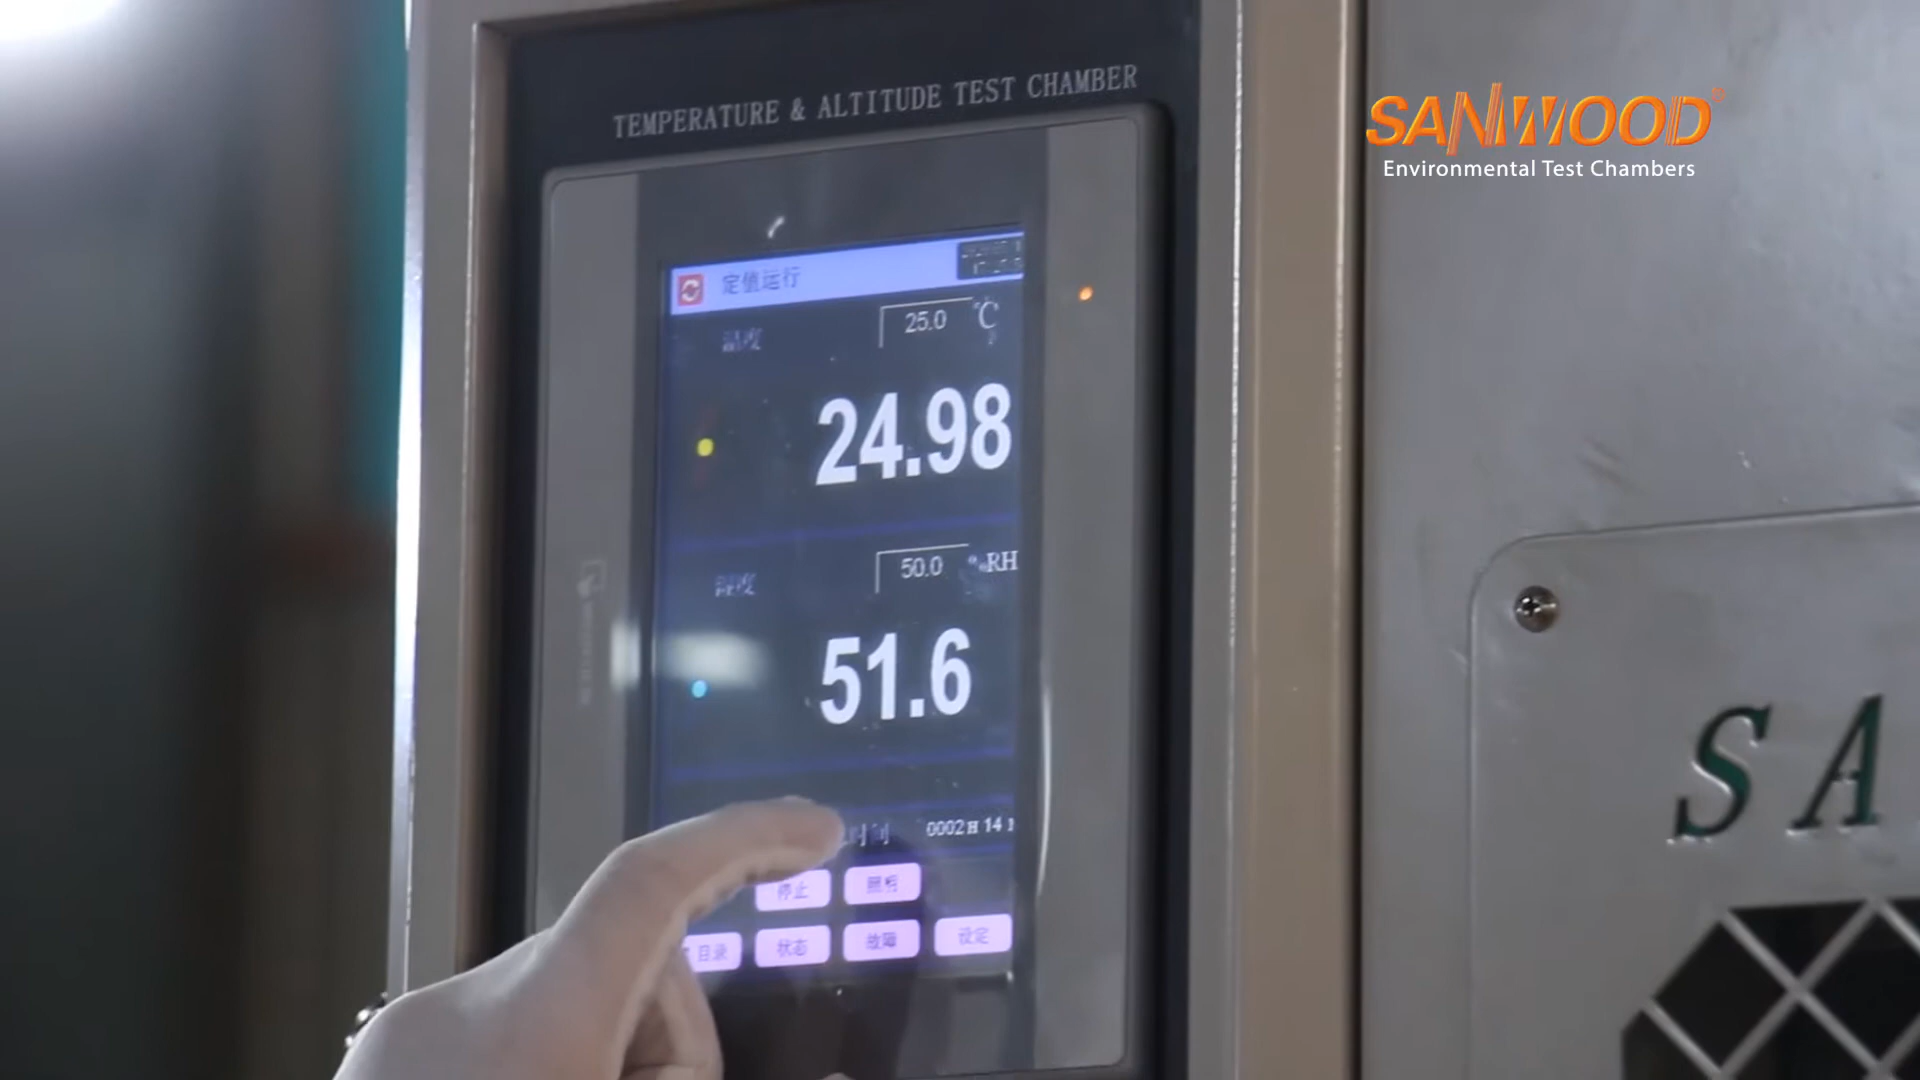 TEMPERATURE & ALTITUDE TEST CHAMBER
SANWOOD®
Environmental Test Chambers
定值运行
温度
25.0 ℃
24.98
湿度
50.0 %RH
51.6
时间 0002H 14
停止 照明
目录 状态 故障 设定
SA